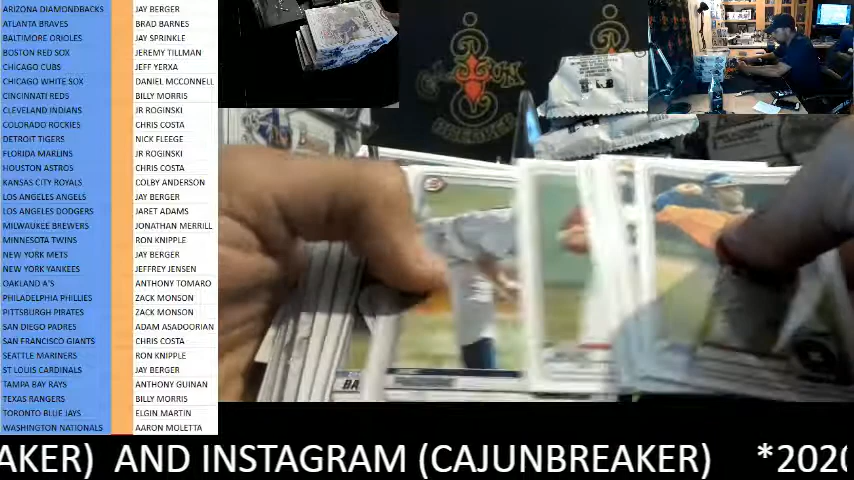 ARIZONA DIAMONDBACKS JAY BERGER
ATLANTA BRAVES BRAD BARNES
BALTIMORE ORIOLES JAY SPRINKLE
BOSTON RED SOX JEREMY TILLMAN
CHICAGO CUBS JEFF YERXA
CHICAGO WHITE SOX DANIEL MCCONNELL
CINCINNATI REDS BILLY MORRIS
CLEVELAND INDIANS JR ROGINSKI
COLORADO ROCKIES CHRIS COSTA
DETROIT TIGERS NICK FLEEGE
FLORIDA MARLINS JR ROGINSKI
HOUSTON ASTROS CHRIS COSTA
KANSAS CITY ROYALS COLBY ANDERSON
LOS ANGELES ANGELS JAY BERGER
LOS ANGELES DODGERS JARET ADAMS
MILWAUKEE BREWERS JONATHAN MERRILL
MINNESOTA TWINS RON KNIPPLE
NEW YORK METS JAY BERGER
NEW YORK YANKEES JEFFREY JENSEN
OAKLAND A'S ANTHONY TOMARO
PHILADELPHIA PHILLIES ZACK MONSON
PITTSBURGH PIRATES ZACK MONSON
SAN DIEGO PADRES ADAM ASADOORIAN
SAN FRANCISCO GIANTS CHRIS COSTA
SEATTLE MARINERS RON KNIPPLE
ST LOUIS CARDINALS JAY BERGER
TAMPA BAY RAYS ANTHONY GUINAN
TEXAS RANGERS BILLY MORRIS
TORONTO BLUE JAYS ELGIN MARTIN
WASHINGTON NATIONALS AARON MOLETTA
BA
AKER) AND INSTAGRAM (CAJUNBREAKER) *2020